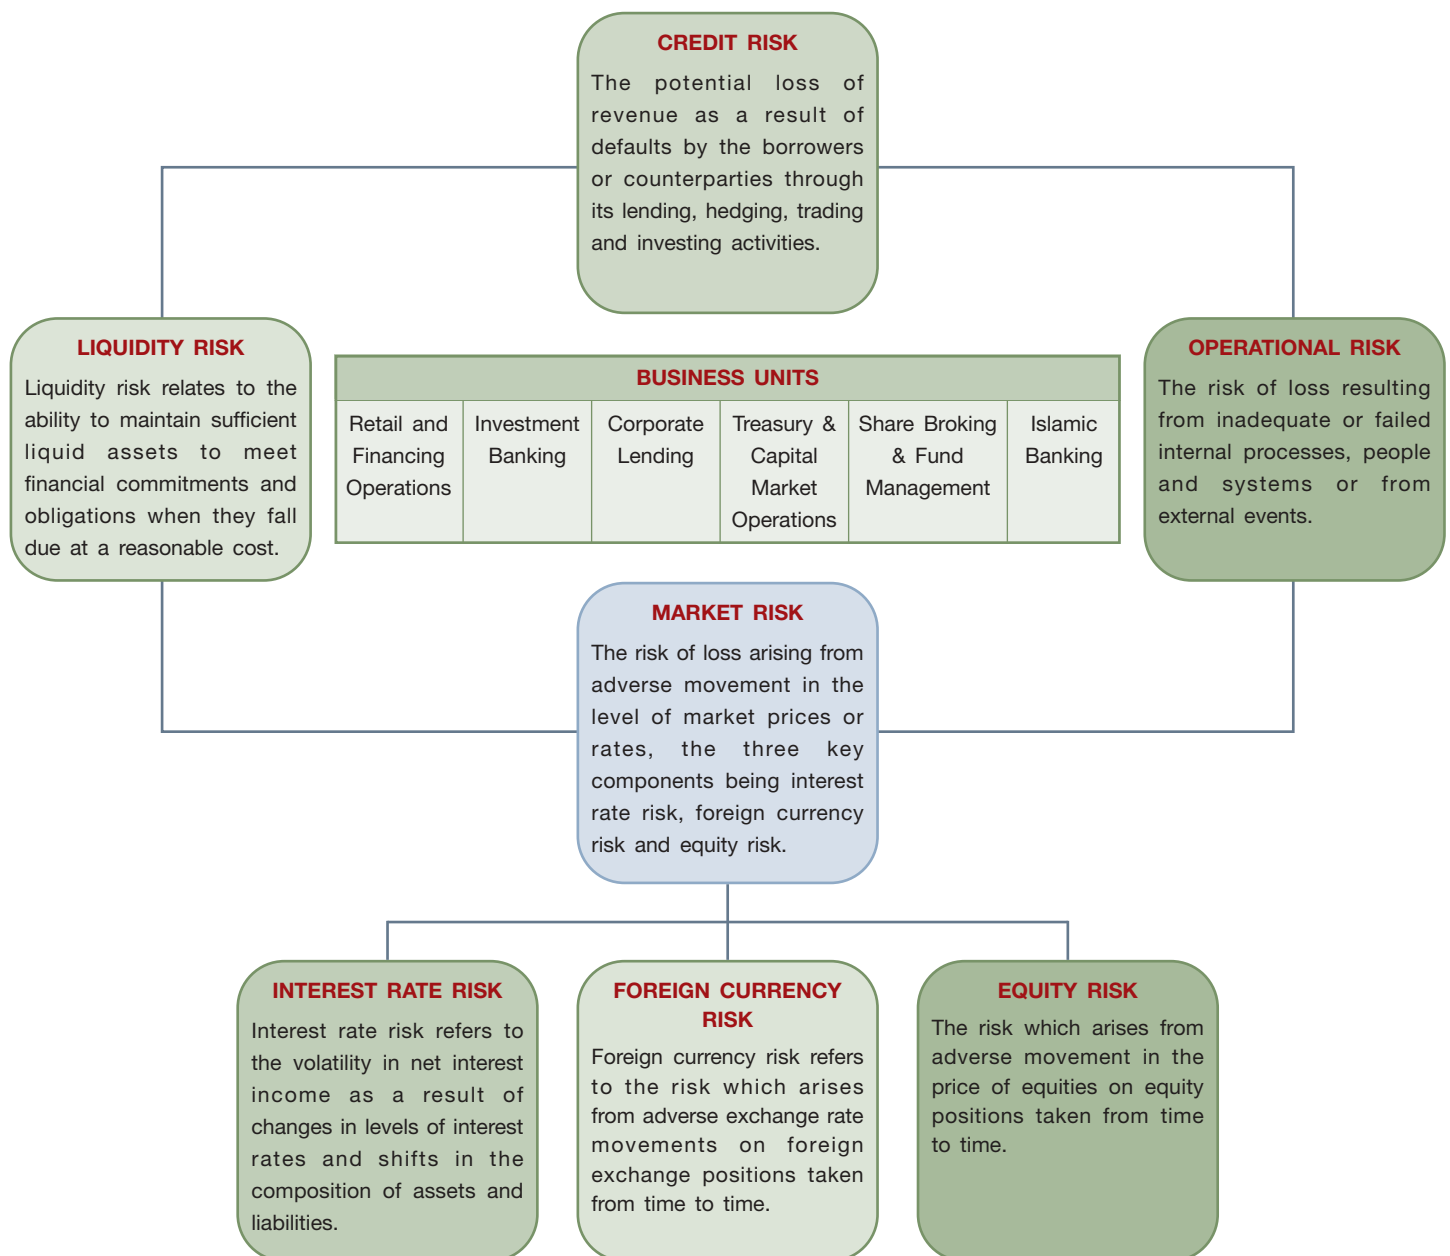 CREDIT RISK
The potential loss of
revenue as a result of
defaults by the borrowers
or counterparties through
its lending, hedging, trading
and investing activities.
LIQUIDITY RISK
Liquidity risk relates to the
ability to maintain sufficient
liquid assets to meet
financial commitments and
obligations when they fall
due at a reasonable cost.
BUSINESS UNITS
Retail and
Financing
Operations
Investment
Banking
Corporate
Lending
Treasury &
Capital
Market
Operations
Share Broking
& Fund
Management
Islamic
Banking
OPERATIONAL RISK
The risk of loss resulting
from inadequate or failed
internal processes, people
and systems or from
external events.
MARKET RISK
The risk of loss arising from
adverse movement in the
level of market prices or
rates, the three key
components being interest
rate risk, foreign currency
risk and equity risk.
INTEREST RATE RISK
Interest rate risk refers to
the volatility in net interest
income as a result of
changes in levels of interest
rates and shifts in the
composition of assets and
liabilities.
FOREIGN CURRENCY
RISK
Foreign currency risk refers
to the risk which arises
from adverse exchange rate
movements on foreign
exchange positions taken
from time to time.
EQUITY RISK
The risk which arises from
adverse movement in the
price of equities on equity
positions taken from time
to time.